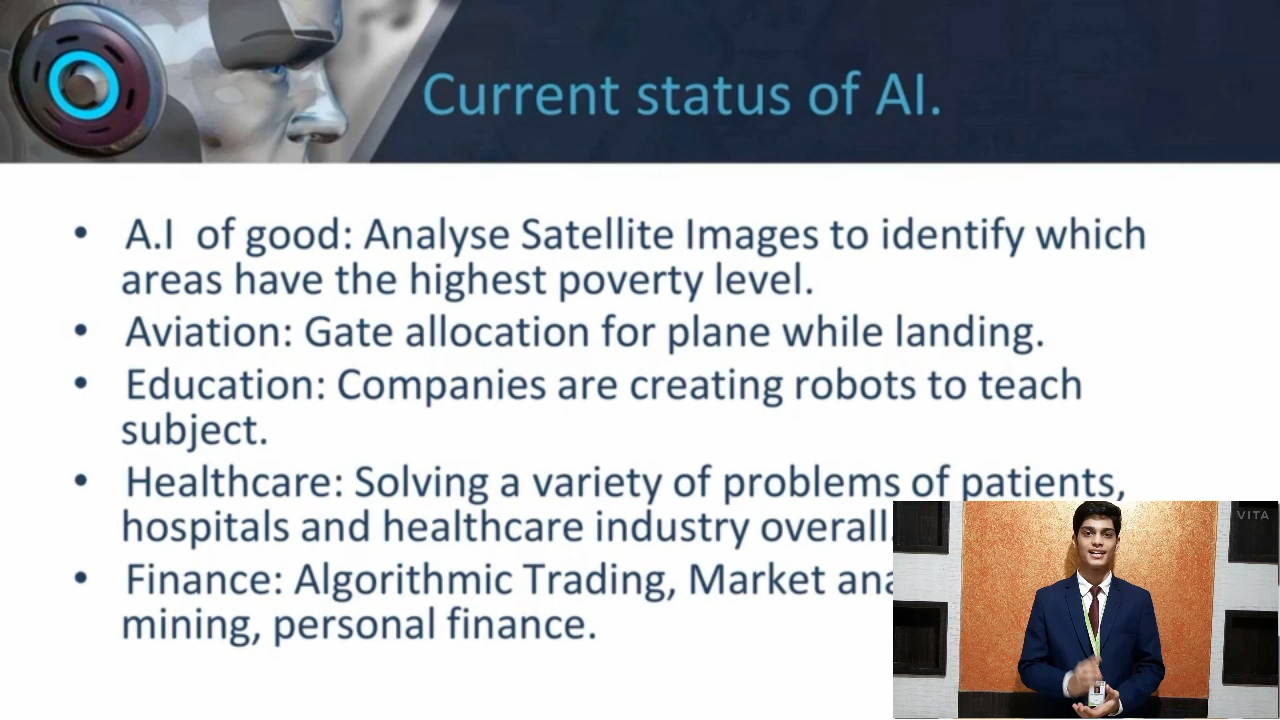 Current status of AI.
• A.I of good: Analyse Satellite Images to identify which
areas have the highest poverty level.
• Aviation: Gate allocation for plane while landing.
• Education: Companies are creating robots to teach
subject.
• Healthcare: Solving a variety of problems of patients,
hospitals and healthcare industry overall.
• Finance: Algorithmic Trading, Market
mining, personal finance.
VITA